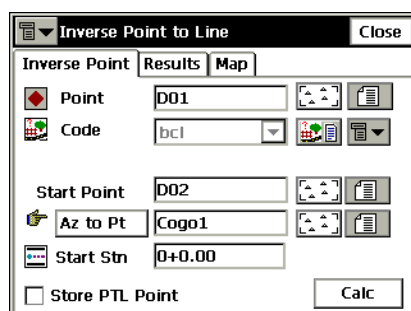 Inverse Point to Line Close
Inverse Point Results Map
Point D01
Code bcl
Start Point D02
Az to Pt Cogo1
Start Stn 0+0.00
Store PTL Point Calc